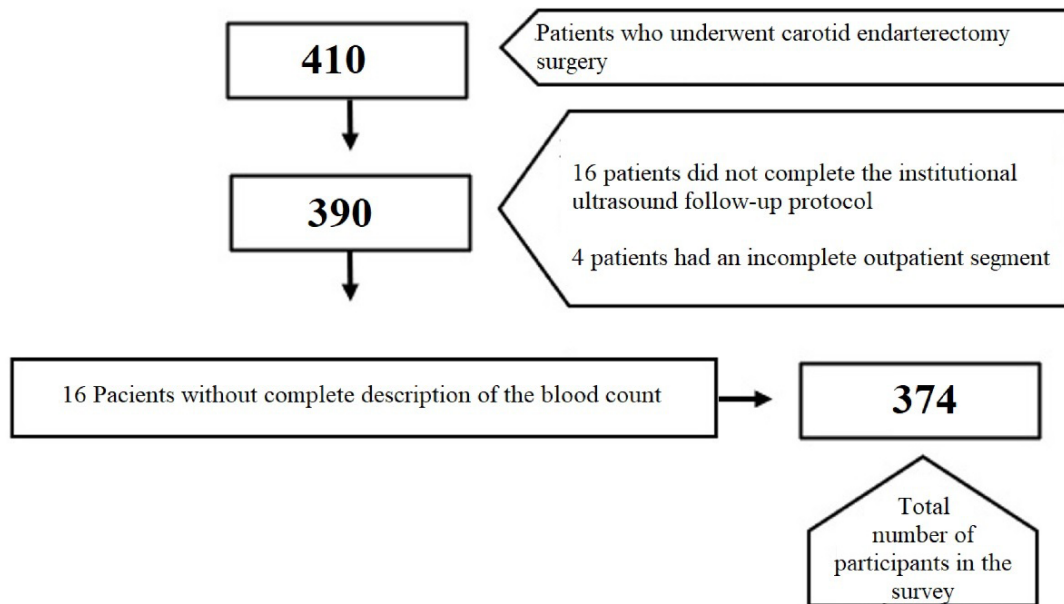 410
Patients who underwent carotid endarterectomy
surgery
390
16 patients did not complete the institutional
ultrasound follow-up protocol
4 patients had an incomplete outpatient segment
16 Pacients without complete description of the blood count
374
Total
number of
participants in the
survey